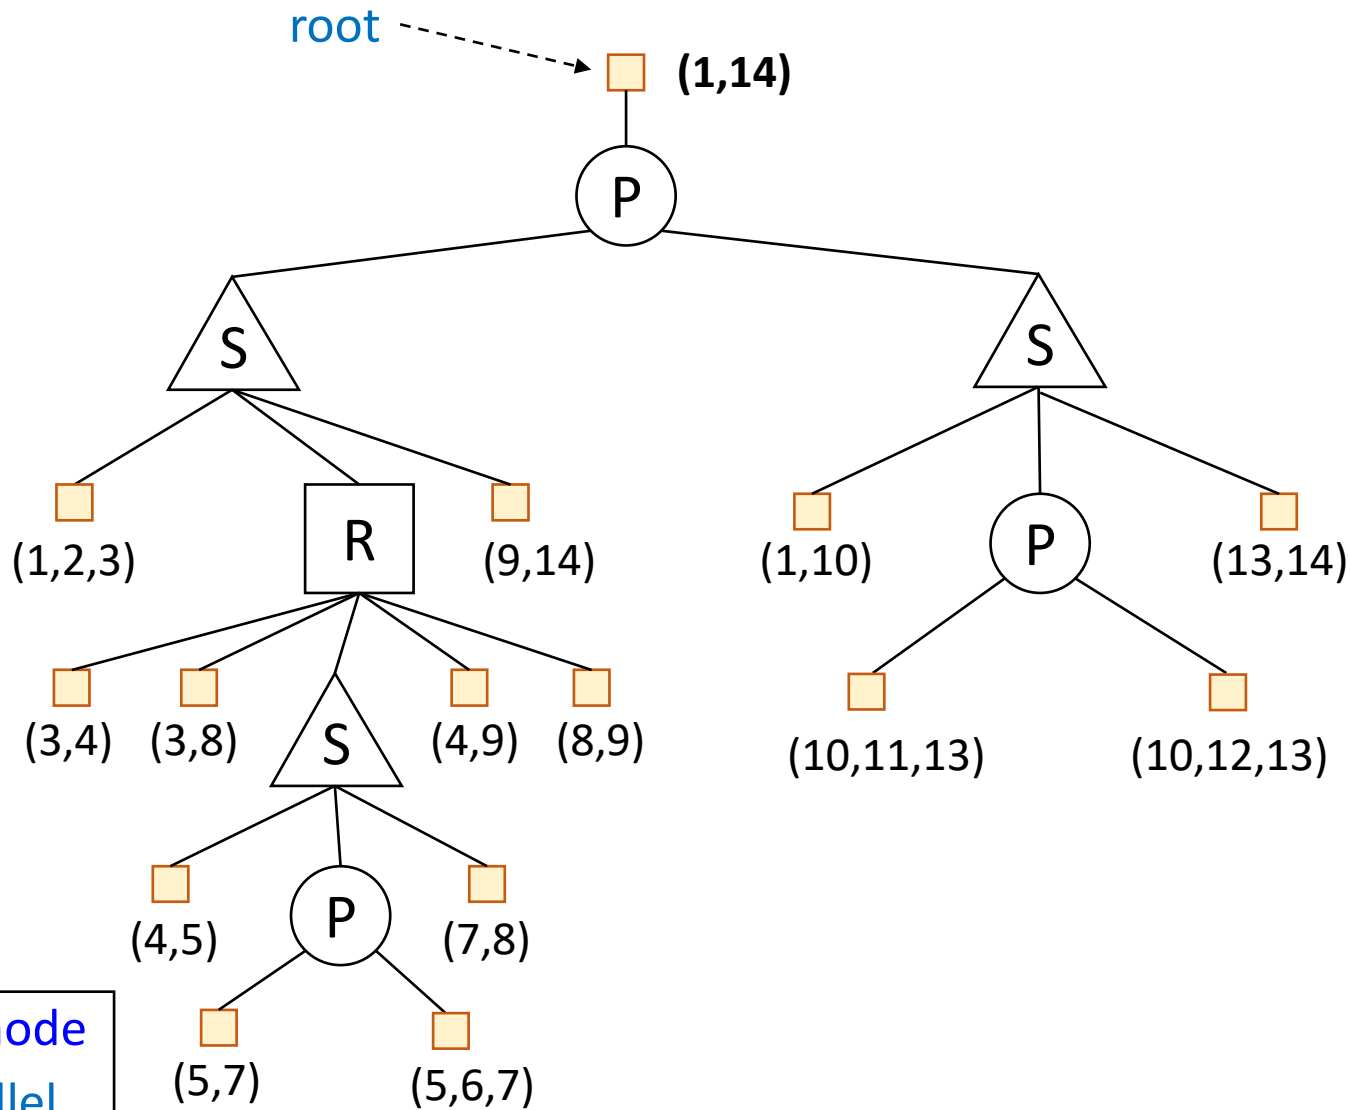 root
(1,14)
P
S
S
(1,2,3)
R
(9,14)
(1,10)
P
(13,14)
(3,4)
(3,8)
S
(4,9)
(8,9)
(10,11,13)
(10,12,13)
(4,5)
P
(7,8)
(5,7)
(5,6,7)